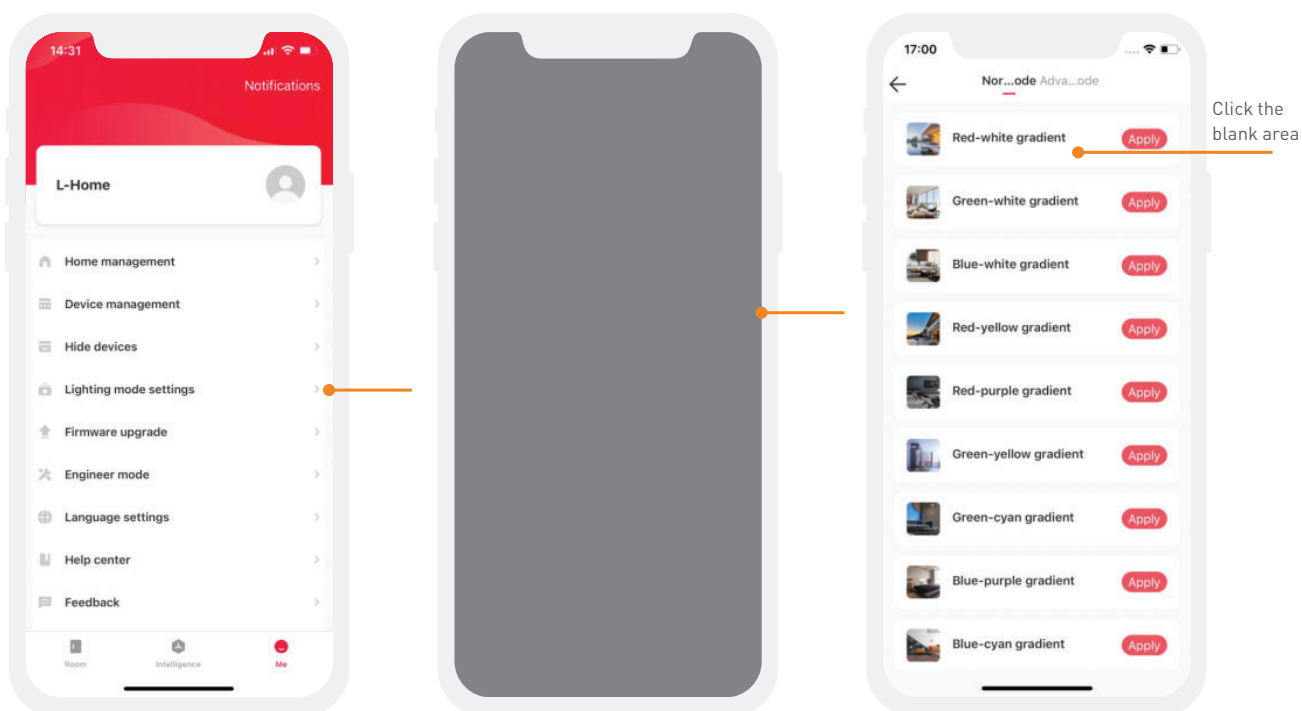 14:31
Notifications
L-Home
Home management
Device management
Hide devices
Lighting mode settings
Firmware upgrade
Engineer mode
Language settings
Help center
Feedback
Room
Intelligence
Me
17:00
Nor...ode Adva...ode
Red-white gradient
Apply
Green-white gradient
Apply
Blue-white gradient
Apply
Red-yellow gradient
Apply
Red-purple gradient
Apply
Green-yellow gradient
Apply
Green-cyan gradient
Apply
Blue-purple gradient
Apply
Blue-cyan gradient
Apply
Click the
blank area